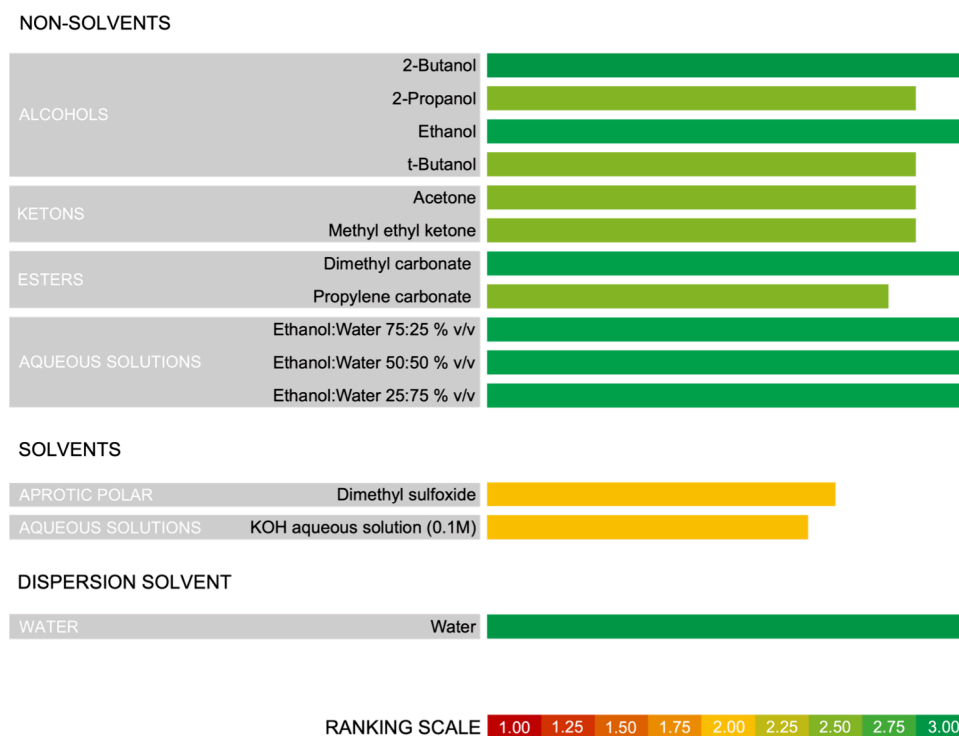 NON-SOLVENTS
2-Butanol
2-Propanol
ALCOHOLS
Ethanol
t-Butanol
Acetone
KETONS
Methyl ethyl ketone
Dimethyl carbonate
ESTERS
Propylene carbonate
Ethanol:Water 75:25 % v/v
AQUEOUS SOLUTIONS Ethanol:Water 50:50 % v/v
Ethanol:Water 25:75 % v/v
SOLVENTS
APROTIC POLAR Dimethyl sulfoxide
AQUEOUS SOLUTIONS KOH aqueous solution (0.1M)
DISPERSION SOLVENT
WATER Water
RANKING SCALE 1.00 1.25 1.50 1.75 2.00 2.25 2.50 2.75 3.00